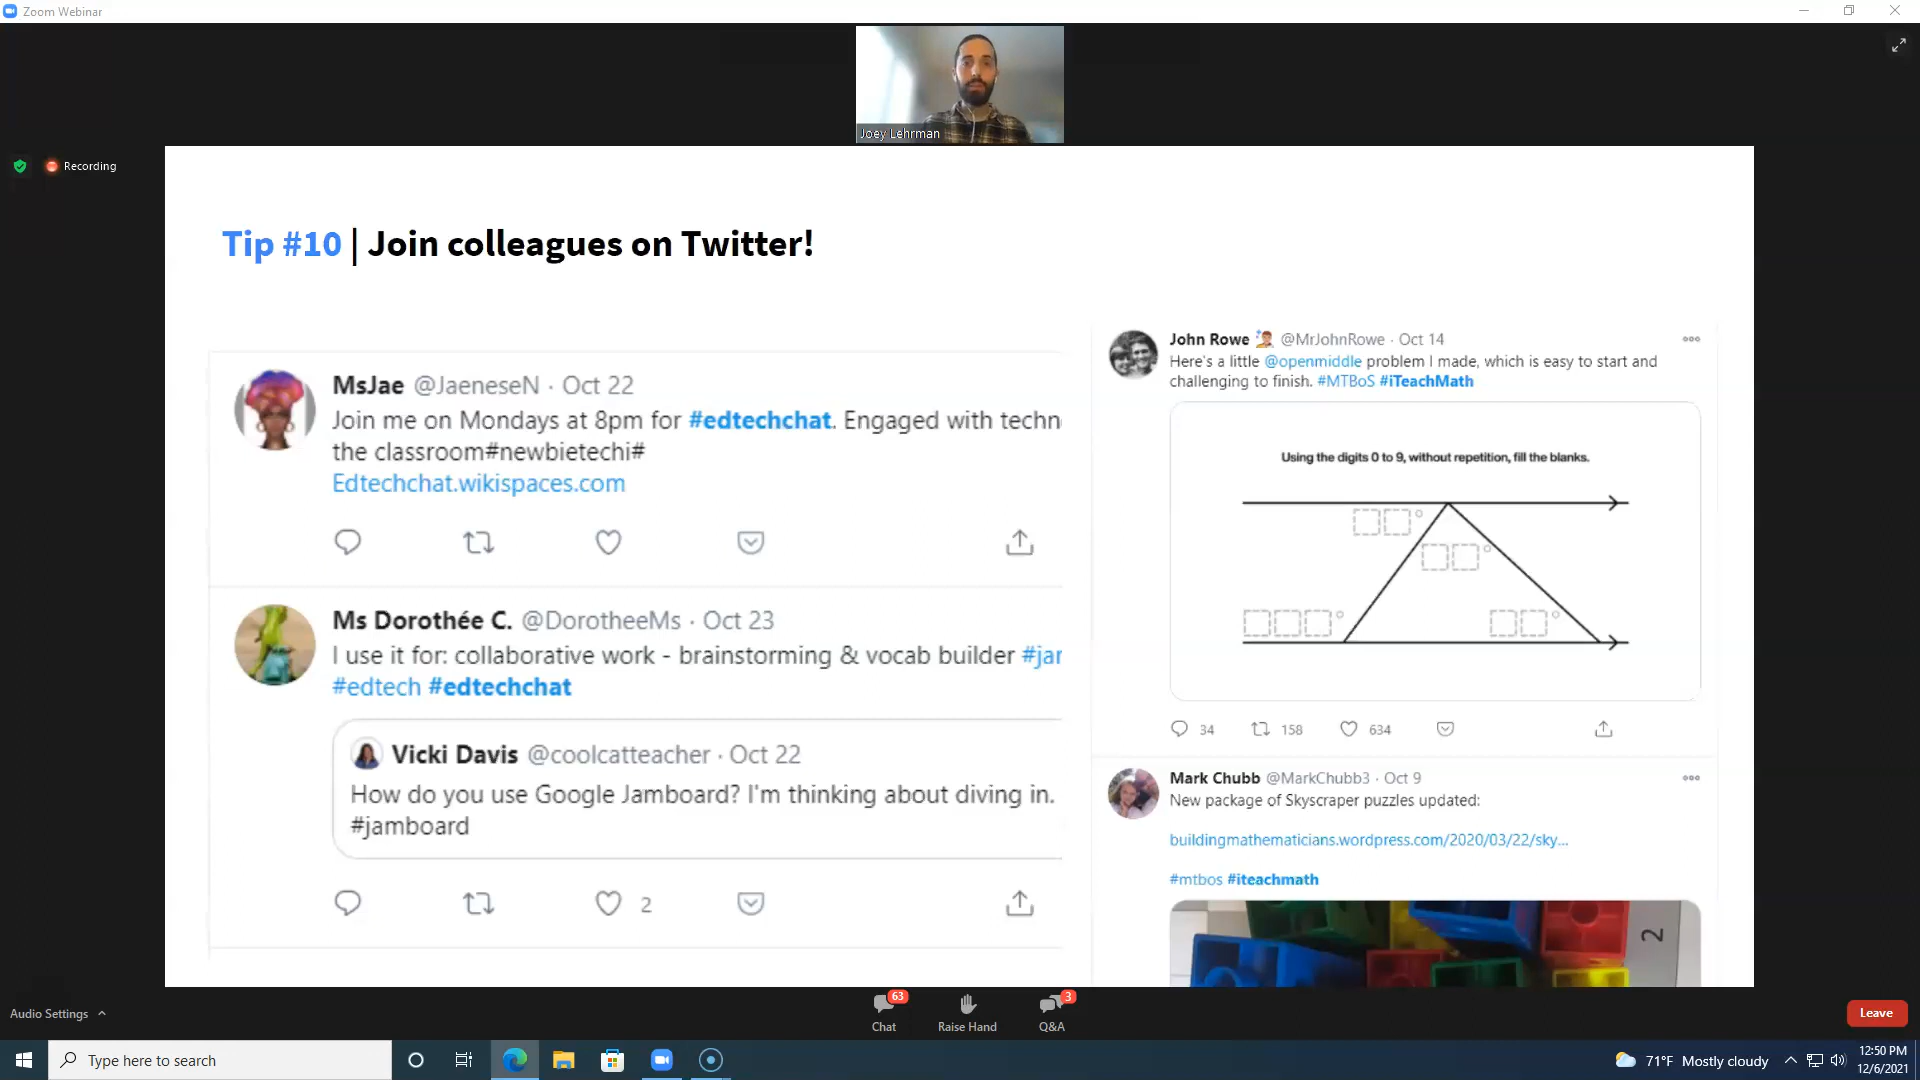 Zoom Webinar
Joey Lehrman
Recording
Tip #10 | Join colleagues on Twitter!
MsJae @JaeneseN · Oct 22
Join me on Mondays at 8pm for #edtechchat. Engaged with techn
the classroom#newbietechi#
Edtechchat.wikispaces.com
Ms Dorothée C. @DorotheeMs · Oct 23
I use it for: collaborative work - brainstorming & vocab builder #jar
#edtech #edtechchat
Vicki Davis @coolcatteacher · Oct 22
How do you use Google Jamboard? I'm thinking about diving in.
#jamboard
2
John Rowe @MrJohnRowe · Oct 14
Here's a little @openmiddle problem I made, which is easy to start and
challenging to finish. #MTBoS #iTeachMath
Using the digits 0 to 9, without repetition, fill the blanks.
34 158 634
Mark Chubb @MarkChubb3 · Oct 9
New package of Skyscraper puzzles updated:
buildingmathematicians.wordpress.com/2020/03/22/sky...
#mtbos #iteachmath
2
Audio Settings
63
Chat
Raise Hand
3
Q&A
Leave
Type here to search
71°F Mostly cloudy
12:50 PM
12/6/2021